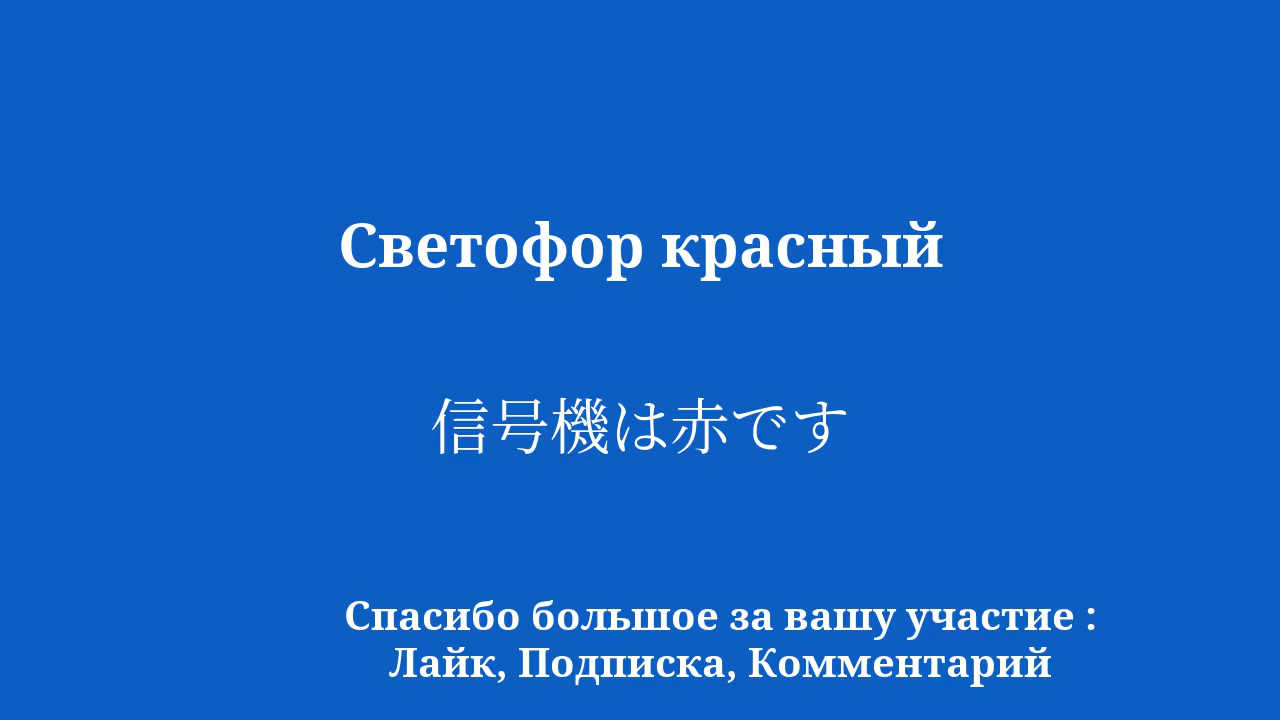 Светофор красный
信号機は赤です
Спасибо большое за вашу участие :
Лайк, Подписка, Комментарий